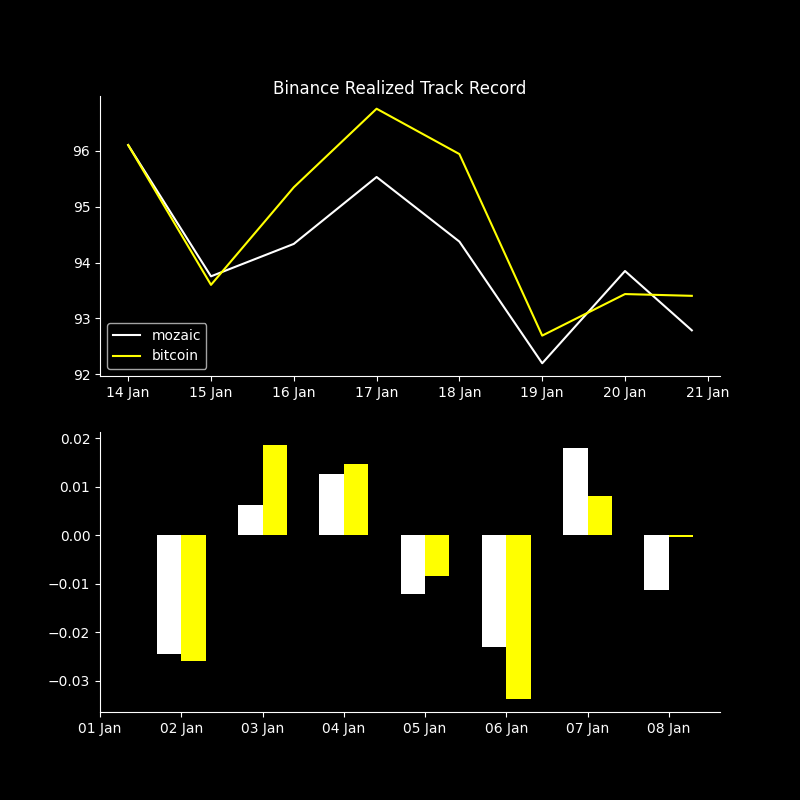 Binance Realized Track Record
96
95
94
93
92
mozaic
bitcoin
14 Jan 15 Jan 16 Jan 17 Jan 18 Jan 19 Jan 20 Jan 21 Jan
0.02
0.01
0.00
−0.01
−0.02
−0.03
01 Jan 02 Jan 03 Jan 04 Jan 05 Jan 06 Jan 07 Jan 08 Jan